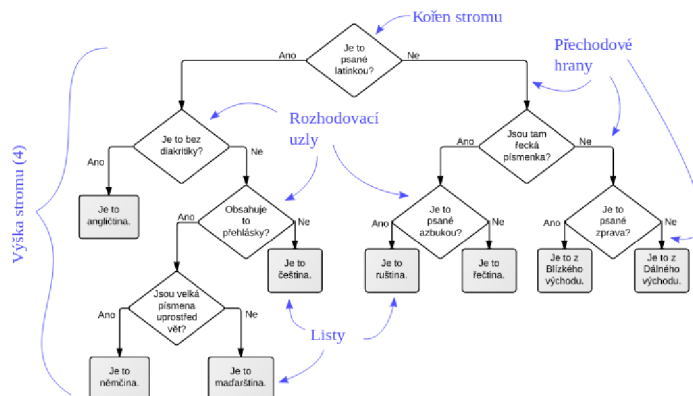 Kořen stromu
Je to
psané
latinkou?
Ano
Ne
Přechodové
hrany
Rozhodovací
uzly
Výška stromu (4)
Je to bez
diakritiky?
Ano
Ne
Jsou tam
řecká
písmenka?
Ano
Ne
Je to
angličtina.
Obsahuje
to
přehlásky?
Ano
Ne
Je to
psané
azbukou?
Ano
Ne
Je to
psané
zprava?
Ano
Ne
Je to
čeština.
Je to
ruština.
Je to
řečtina.
Je to z
Blízkého
východu.
Je to z
Dálného
východu.
Jsou velká
písmena
uprostřed
vět?
Ano
Ne
Listy
Je to
němčina.
Je to
maďarština.